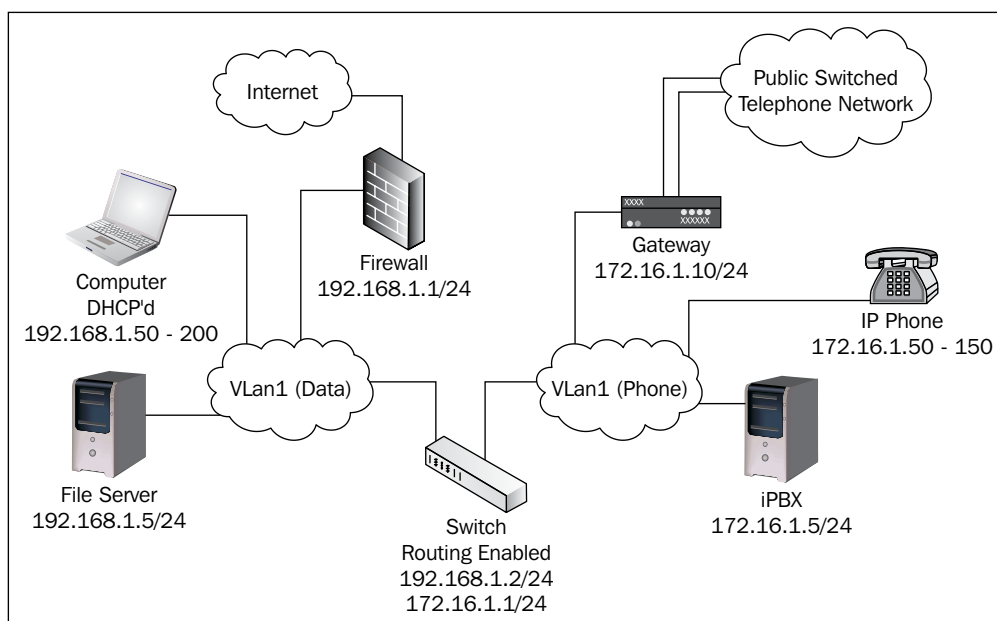 Internet
Public Switched
Telephone Network
XXXX
XXXXXX
Computer
DHCP'd
192.168.1.50 - 200
Firewall
192.168.1.1/24
Gateway
172.16.1.10/24
IP Phone
172.16.1.50 - 150
VLan1 (Data)
VLan1 (Phone)
File Server
192.168.1.5/24
Switch
Routing Enabled
192.168.1.2/24
172.16.1.1/24
iPBX
172.16.1.5/24